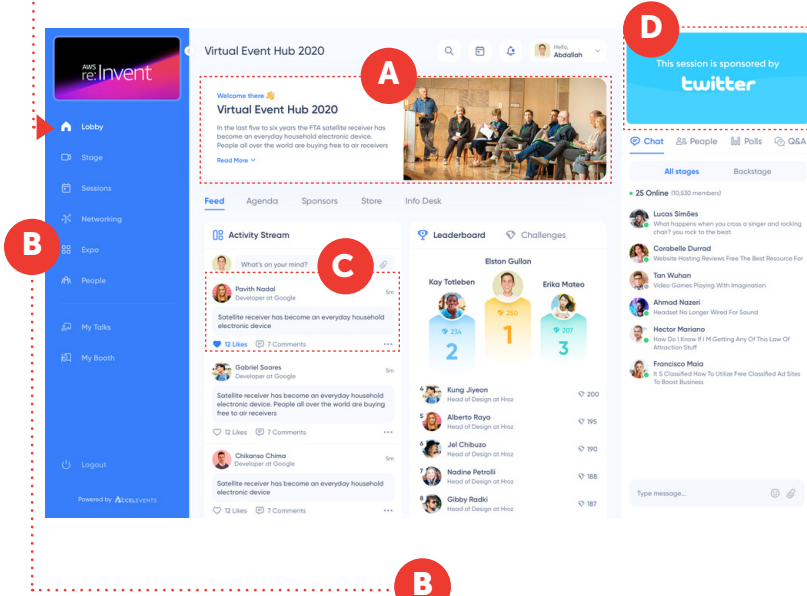 D
AWS
re:Invent
Virtual Event Hub 2020
Hello,
Abdallah
A
This session is sponsored by
twitter
Welcome there 👋
Virtual Event Hub 2020
In the last five to six years the FTA satellite receiver has
become an everyday household electronic device.
People all over the world are buying free to air receivers
Read More
Lobby
Stage
Sessions
Networking
B
Expo
People
My Talks
My Booth
Logout
Powered by ACCELEVENTS
Feed Agenda Sponsors Store Info Desk
Activity Stream
What's on your mind?
C
Pavith Nadal
Developer at Google
5m
Satellite receiver has become an everyday household
electronic device
12 Likes 7 Comments
Gabriel Soares
Developer at Google
5m
Satellite receiver has become an everyday household
electronic device. People all over the world are buying
free to air receivers
12 Likes 7 Comments
Chikanso Chima
Developer at Google
5m
Satellite receiver has become an everyday household
electronic device
12 Likes 7 Comments
Leaderboard Challenges
Elston Gullan
Kay Totleben
Erika Mateo
250
234
207
1
2
3
4 Kung Jiyeon
Head of Design at Hroz
200
5 Alberto Raya
Head of Design at Hroz
195
6 Jel Chibuzo
Head of Design at Hroz
190
7 Nadine Petrolli
Head of Design at Hroz
188
8 Gibby Radki
Head of Design at Hroz
187
Chat People Polls Q&A
All stages Backstage
25 Online (10,530 members)
Lucas Simões
What happens when you cross a singer and rocking
chair? you rock to the beat.
Corabelle Durrad
Website Hosting Reviews Free The Best Resource For
Tan Wuhan
Video Games Playing With Imagination
Ahmad Nazeri
Headset No Longer Wired For Sound
Hector Mariano
How Do I Know If I M Getting Any Of This Law Of
Attraction Stuff
Francisco Maia
It S Classified How To Utilize Free Classified Ad Sites
To Boost Business
Type message...
B